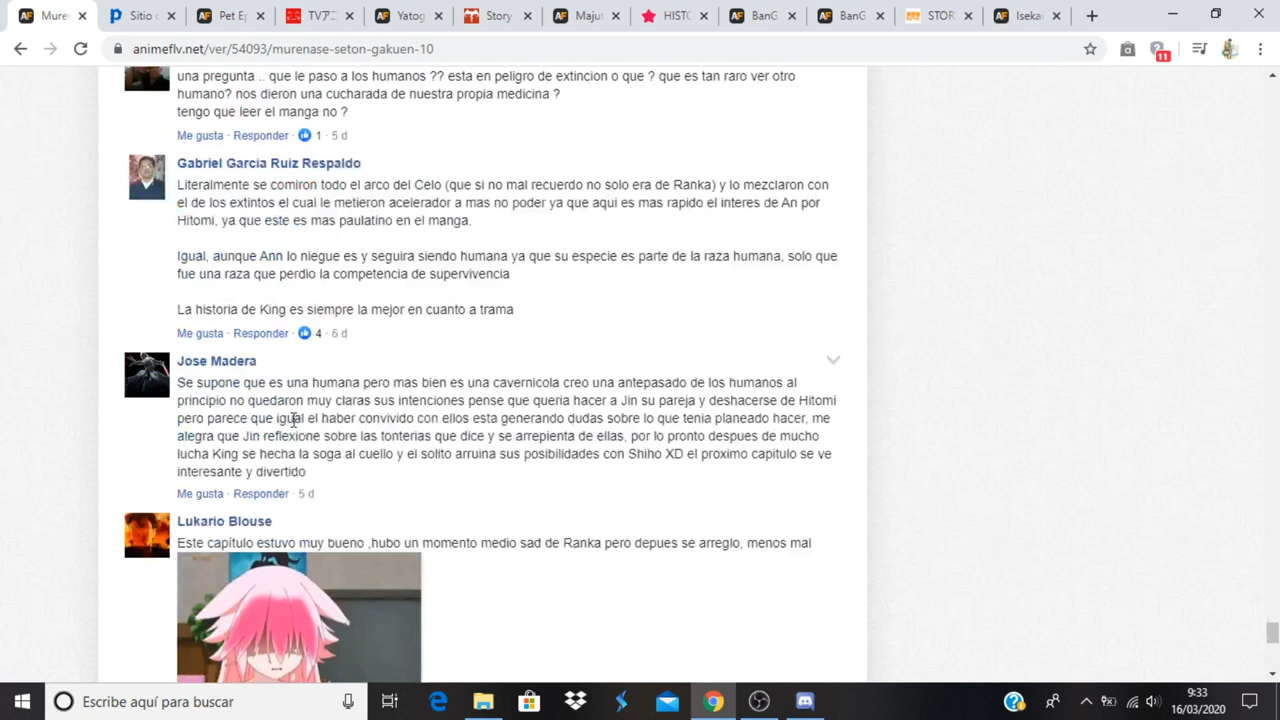 Mure
Sitio c
Pet Ep
TVアニ
Yatog
Story
Majut
HISTO
BanG
BanG
STOR
Isekai
animeflv.net/ver/54093/murenase-seton-gakuen-10
11
una pregunta .. que le paso a los humanos ?? esta en peligro de extincion o que ? que es tan raro ver otro
humano? nos dieron una cucharada de nuestra propia medicina ?
tengo que leer el manga no ?
Me gusta · Responder · 1 · 5 d
Gabriel Garcia Ruiz Respaldo
Literalmente se comiron todo el arco del Celo (que si no mal recuerdo no solo era de Ranka) y lo mezclaron con
el de los extintos el cual le metieron acelerador a mas no poder ya que aqui es mas rapido el interes de An por
Hitomi, ya que este es mas paulatino en el manga.
Igual, aunque Ann lo niegue es y seguira siendo humana ya que su especie es parte de la raza humana, solo que
fue una raza que perdio la competencia de supervivencia
La historia de King es siempre la mejor en cuanto a trama
Me gusta · Responder · 4 · 6 d
Jose Madera
Se supone que es una humana pero mas bien es una cavernicola creo una antepasado de los humanos al
principio no quedaron muy claras sus intenciones pense que queria hacer a Jin su pareja y deshacerse de Hitomi
pero parece que igual el haber convivido con ellos esta generando dudas sobre lo que tenia planeado hacer, me
alegra que Jin reflexione sobre las tonterias que dice y se arrepienta de ellas, por lo pronto despues de mucho
lucha King se hecha la soga al cuello y el solito arruina sus posibilidades con Shiho XD el proximo capitulo se ve
interesante y divertido
Me gusta · Responder · 5 d
Lukario Blouse
Este capítulo estuvo muy bueno ,hubo un momento medio sad de Ranka pero depues se arreglo, menos mal
Escribe aquí para buscar
9:33
16/03/2020